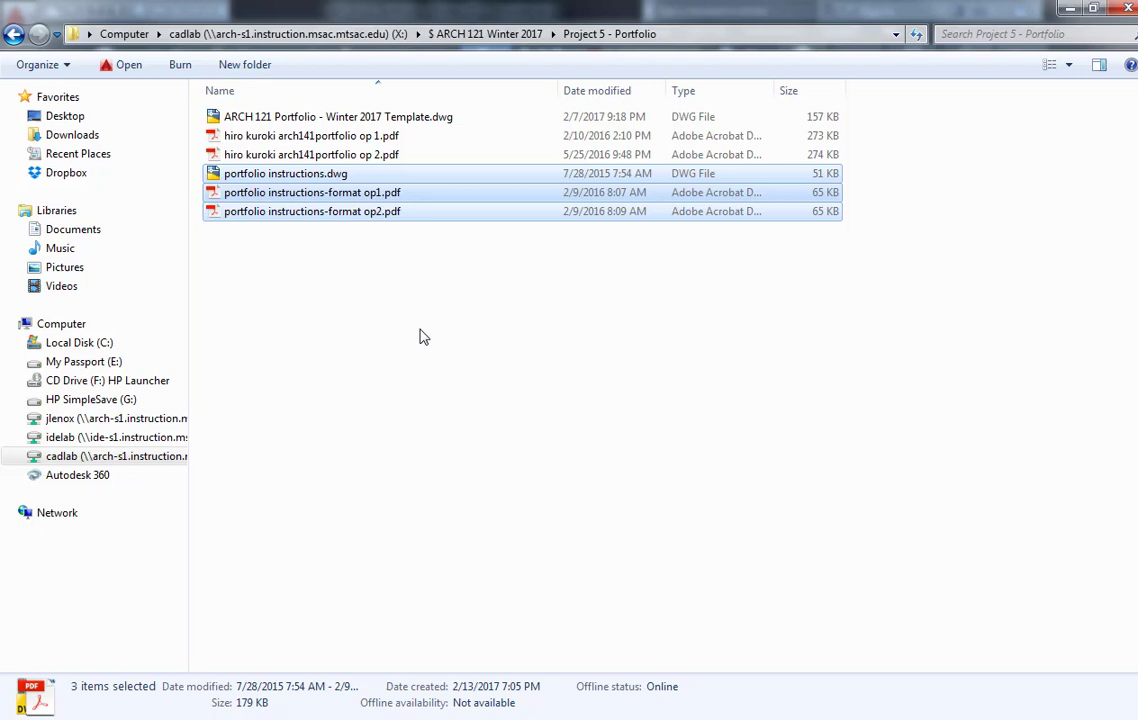 Computer cadlab (\\arch-s1.instruction.msac.mtsac.edu) (X:) $ ARCH 121 Winter 2017 Project 5 - Portfolio Search Project 5 - Portfolio
Organize Open Burn New folder
Name Date modified Type Size
ARCH 121 Portfolio - Winter 2017 Template.dwg 2/7/2017 9:18 PM DWG File 157 KB
hiro kuroki arch141portfolio op 1.pdf 2/10/2016 2:10 PM Adobe Acrobat D... 273 KB
hiro kuroki arch141portfolio op 2.pdf 5/25/2016 9:48 PM Adobe Acrobat D... 274 KB
portfolio instructions.dwg 7/28/2015 7:54 AM DWG File 51 KB
portfolio instructions-format op1.pdf 2/9/2016 8:07 AM Adobe Acrobat D... 65 KB
portfolio instructions-format op2.pdf 2/9/2016 8:09 AM Adobe Acrobat D... 65 KB
Favorites
Desktop
Downloads
Recent Places
Dropbox
Libraries
Documents
Music
Pictures
Videos
Computer
Local Disk (C:)
My Passport (E:)
CD Drive (F:) HP Launcher
HP SimpleSave (G:)
jlenox (\\arch-s1.instruction.m
idelab (\\ide-s1.instruction.ms
cadlab (\\arch-s1.instruction.r
Autodesk 360
Network
3 items selected Date modified: 7/28/2015 7:54 AM - 2/9... Date created: 2/13/2017 7:05 PM Offline status: Online
Size: 179 KB Offline availability: Not available
PDF